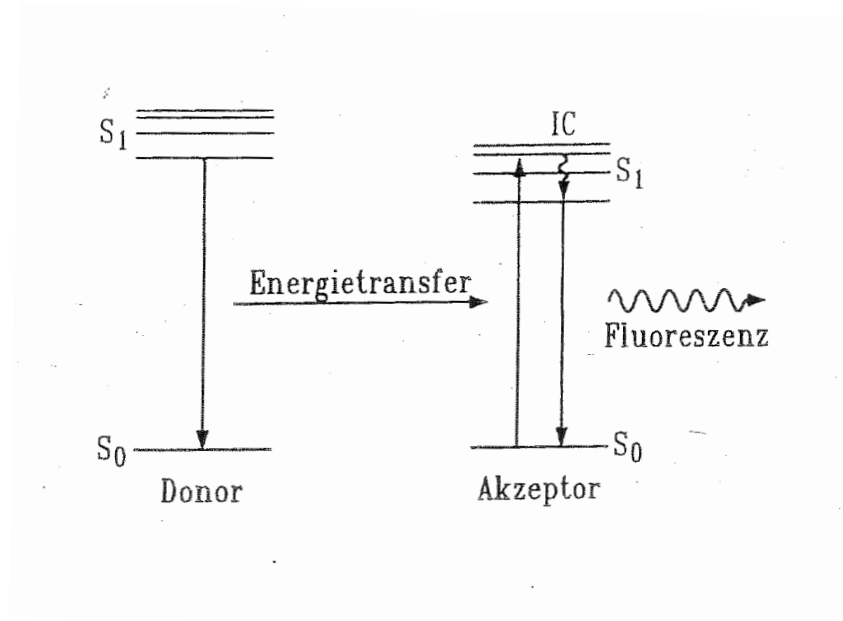 S1
IC
S1
Energietransfer
Fluoreszenz
S0
S0
Donor
Akzeptor